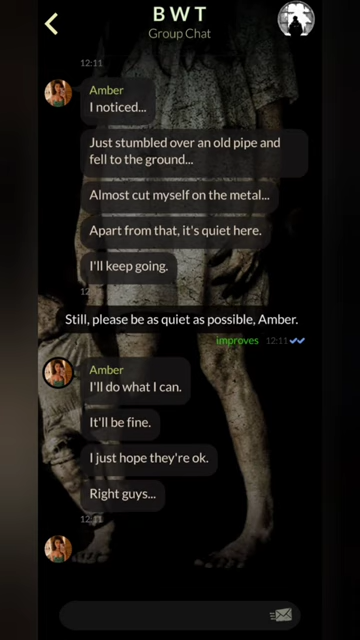 B W T
Group Chat
12:11
Amber
I noticed...
Just stumbled over an old pipe and
fell to the ground...
Almost cut myself on the metal...
Apart from that, it's quiet here.
I'll keep going.
Still, please be as quiet as possible, Amber.
improves 12:11
Amber
I'll do what I can.
It'll be fine.
I just hope they're ok.
Right guys...
12:11